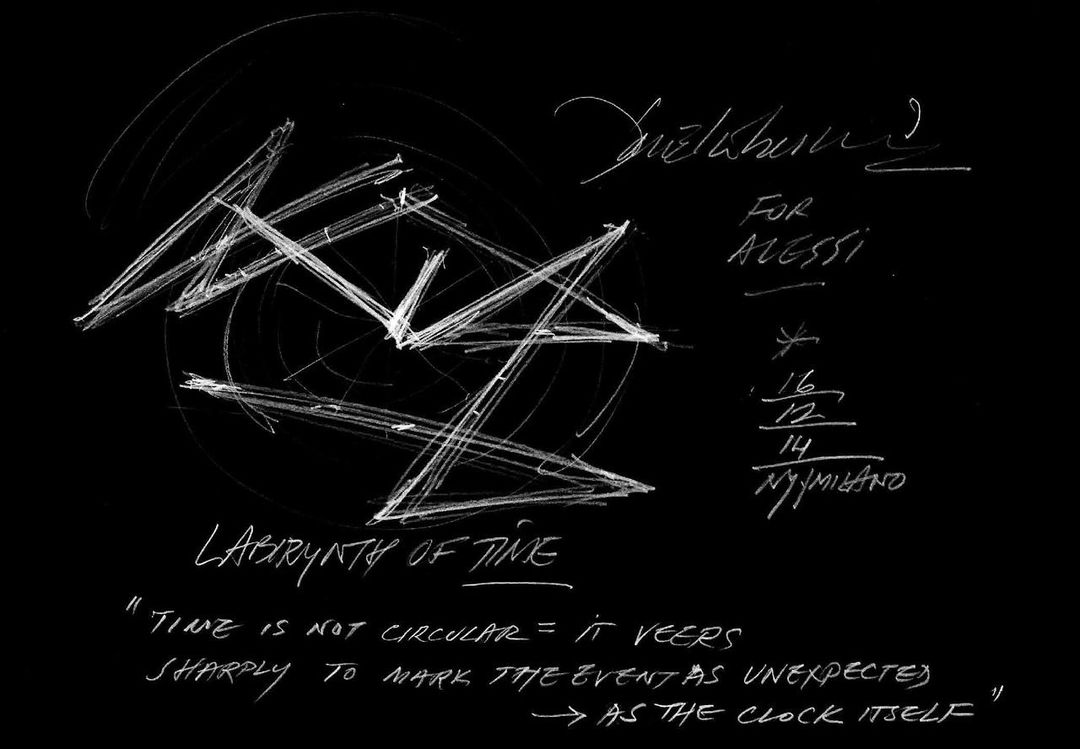 FOR
ALESSI
*
16
12
14
NY/MILANO
LABIRYNTH OF TIME
"TIME IS NOT CIRCULAR = IT VEERS
SHARPLY TO MARK THE EVENT AS UNEXPECTED
→ AS THE CLOCK ITSELF"